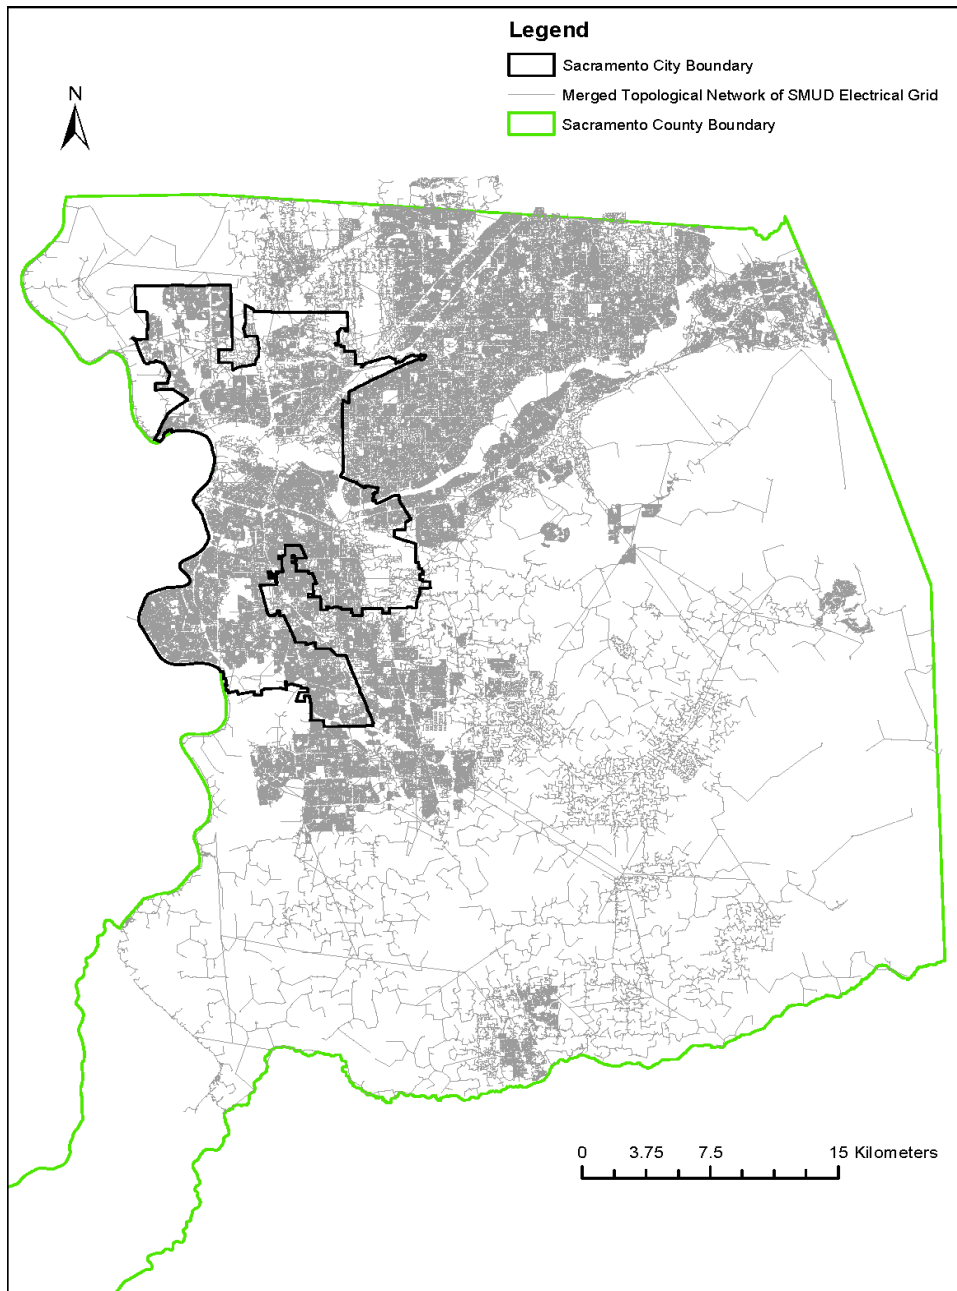 Legend
Sacramento City Boundary
Merged Topological Network of SMUD Electrical Grid
Sacramento County Boundary
N
0 3.75 7.5 15 Kilometers